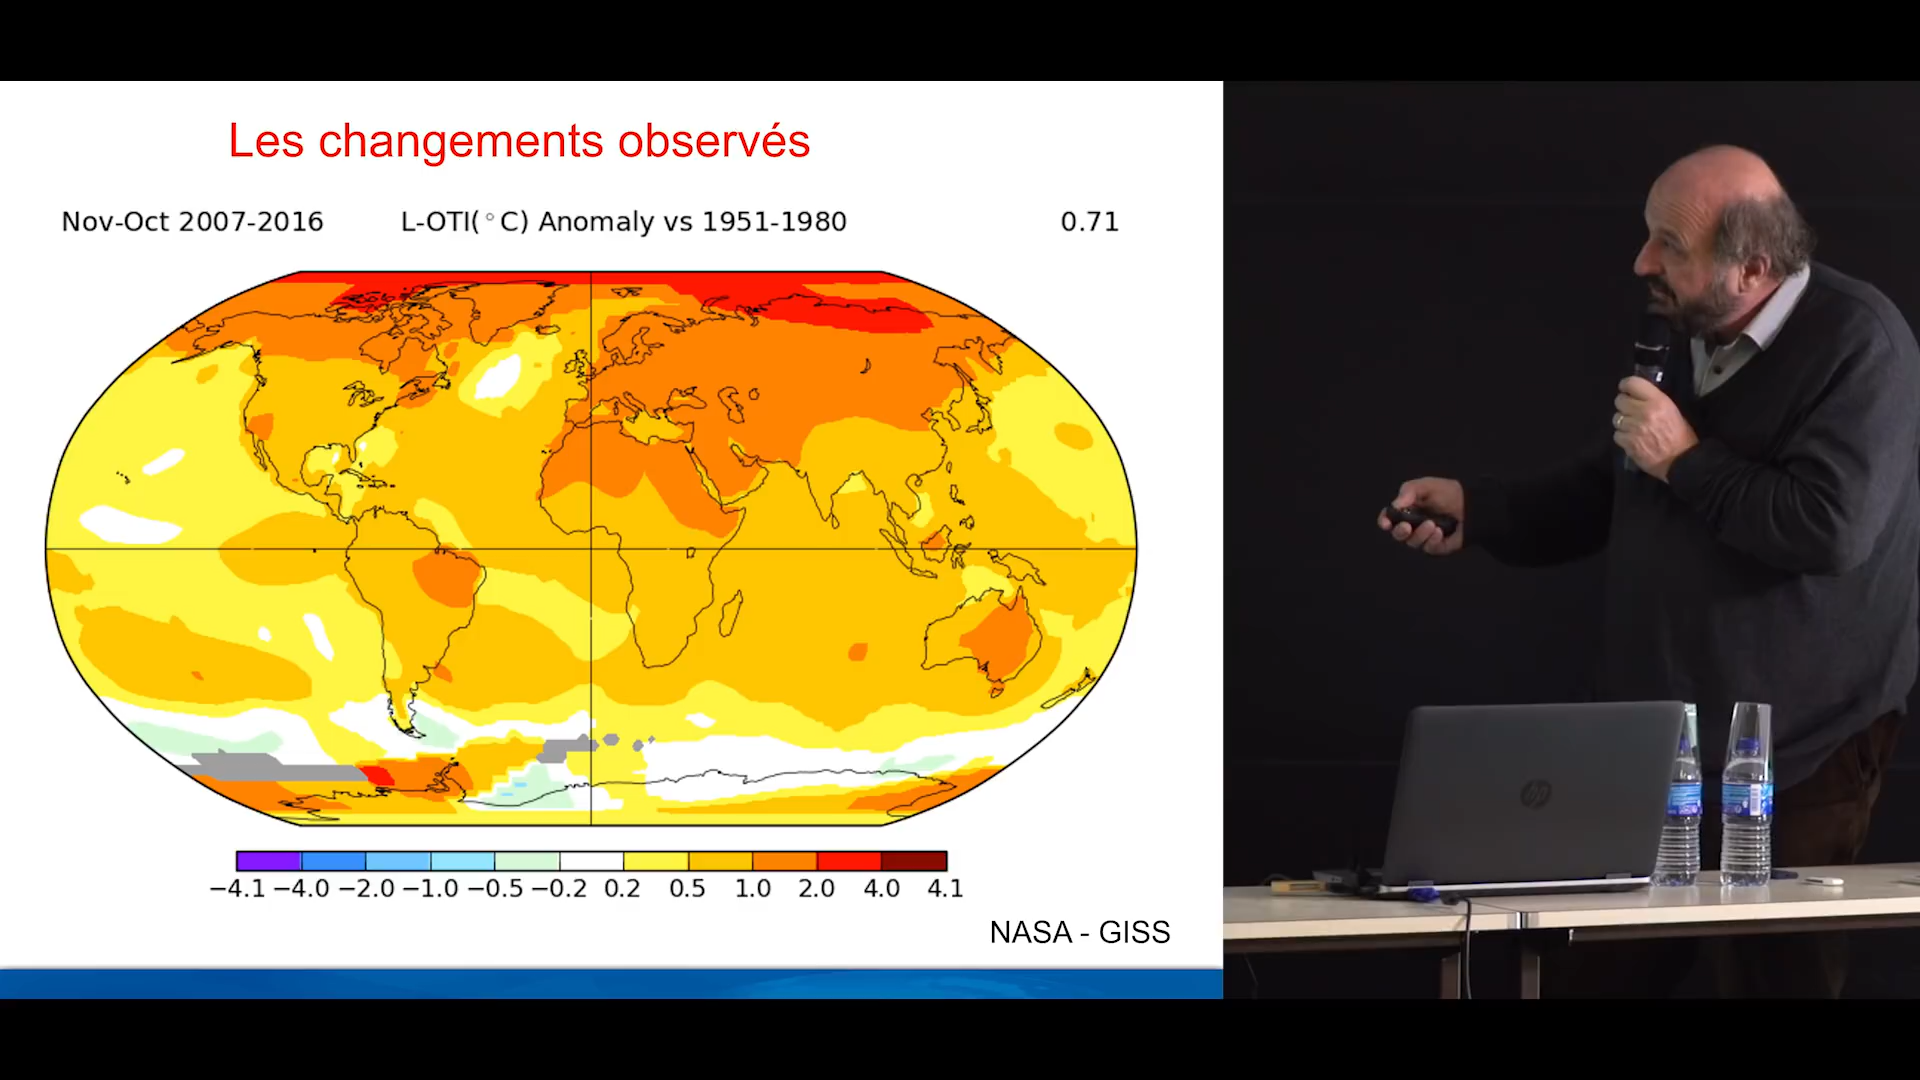 Les changements observés
Nov-Oct 2007-2016 L-OTI(°C) Anomaly vs 1951-1980 0.71
−4.1 −4.0 −2.0 −1.0 −0.5 −0.2 0.2 0.5 1.0 2.0 4.0 4.1
NASA - GISS
hp